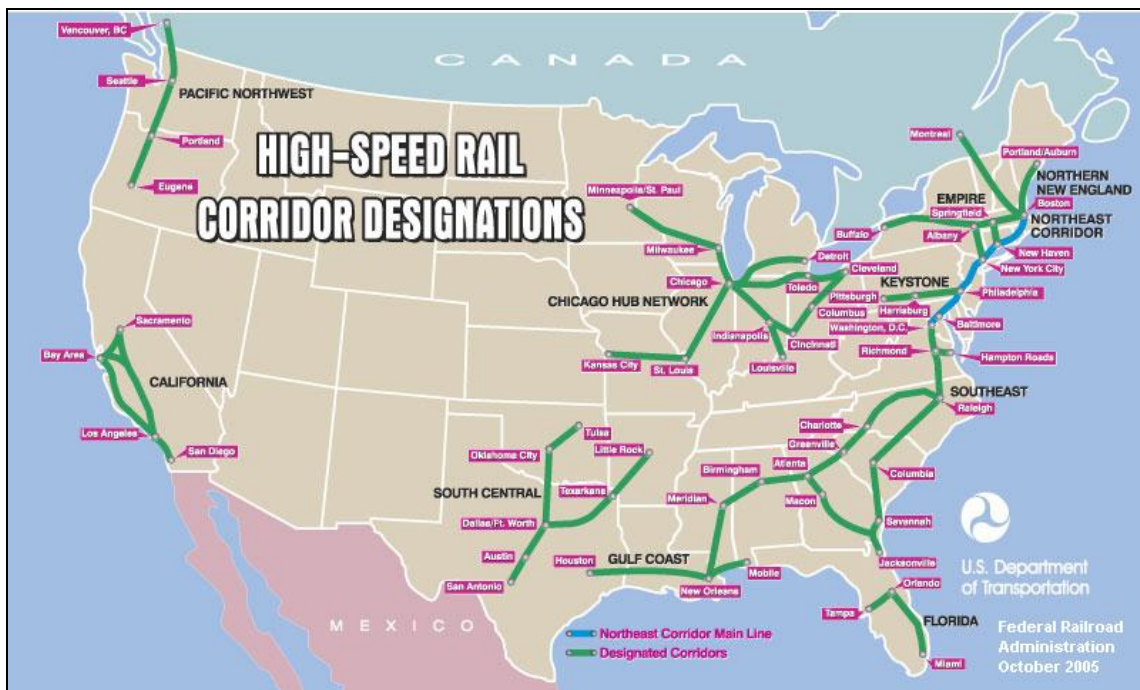 CANADA
Vancouver, BC
Seattle
PACIFIC NORTHWEST
Portland
Eugene
HIGH-SPEED RAIL
CORRIDOR DESIGNATIONS
Montreal
Portland/Auburn
NORTHERN
NEW ENGLAND
Boston
EMPIRE
Springfield
NORTHEAST
CORRIDOR
Buffalo
Albany
New Haven
New York City
Minneapolis/St. Paul
Milwaukee
Chicago
Detroit
Cleveland
Toledo
CHICAGO HUB NETWORK
KEYSTONE
Pittsburgh
Harrisburg
Philadelphia
Columbus
Indianapolis
Cincinnati
Washington, D.C.
Baltimore
Richmond
Hampton Roads
Kansas City
St. Louis
Louisville
Sacramento
Bay Area
CALIFORNIA
Los Angeles
San Diego
SOUTHEAST
Raleigh
Charlotte
Greenville
Tulsa
Oklahoma City
Little Rock
SOUTH CENTRAL
Texarkana
Dallas/Ft. Worth
Austin
San Antonio
Birmingham
Atlanta
Columbia
Meridian
Macon
Savannah
Jacksonville
Houston
GULF COAST
Mobile
New Orleans
Orlando
Tampa
FLORIDA
Miami
MEXICO
Northeast Corridor Main Line
Designated Corridors
U.S. Department
of Transportation
Federal Railroad
Administration
October 2005